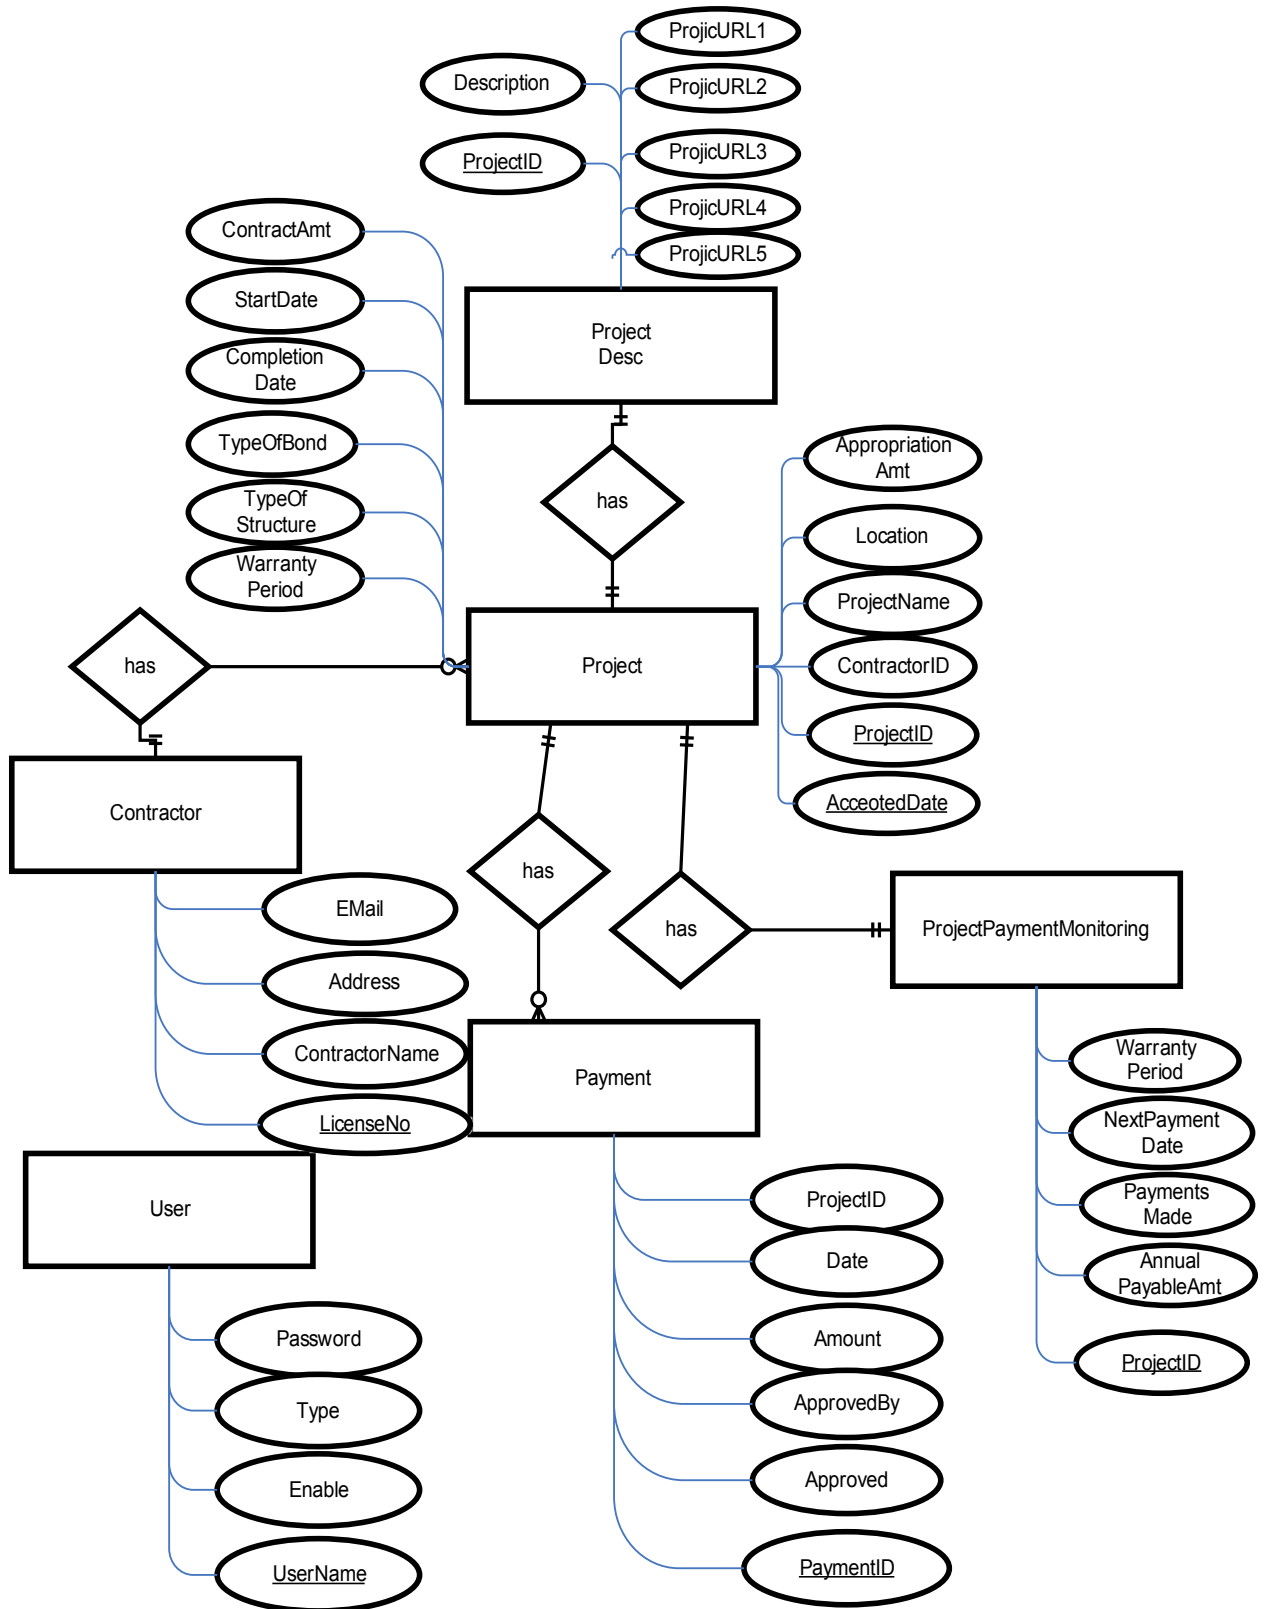 ProjicURL1
Description
ProjicURL2
ProjectID
ProjicURL3
ProjicURL4
ProjicURL5
ContractAmt
StartDate
Completion
Date
TypeOfBond
TypeOf
Structure
Warranty
Period
Project
Desc
has
Appropriation
Amt
Location
ProjectName
ContractorID
ProjectID
AcceotedDate
has
Project
Contractor
has
has
ProjectPaymentMonitoring
EMail
Address
ContractorName
LicenseNo
Payment
Warranty
Period
NextPayment
Date
Payments
Made
Annual
PayableAmt
ProjectID
User
Password
Type
Enable
UserName
ProjectID
Date
Amount
ApprovedBy
Approved
PaymentID